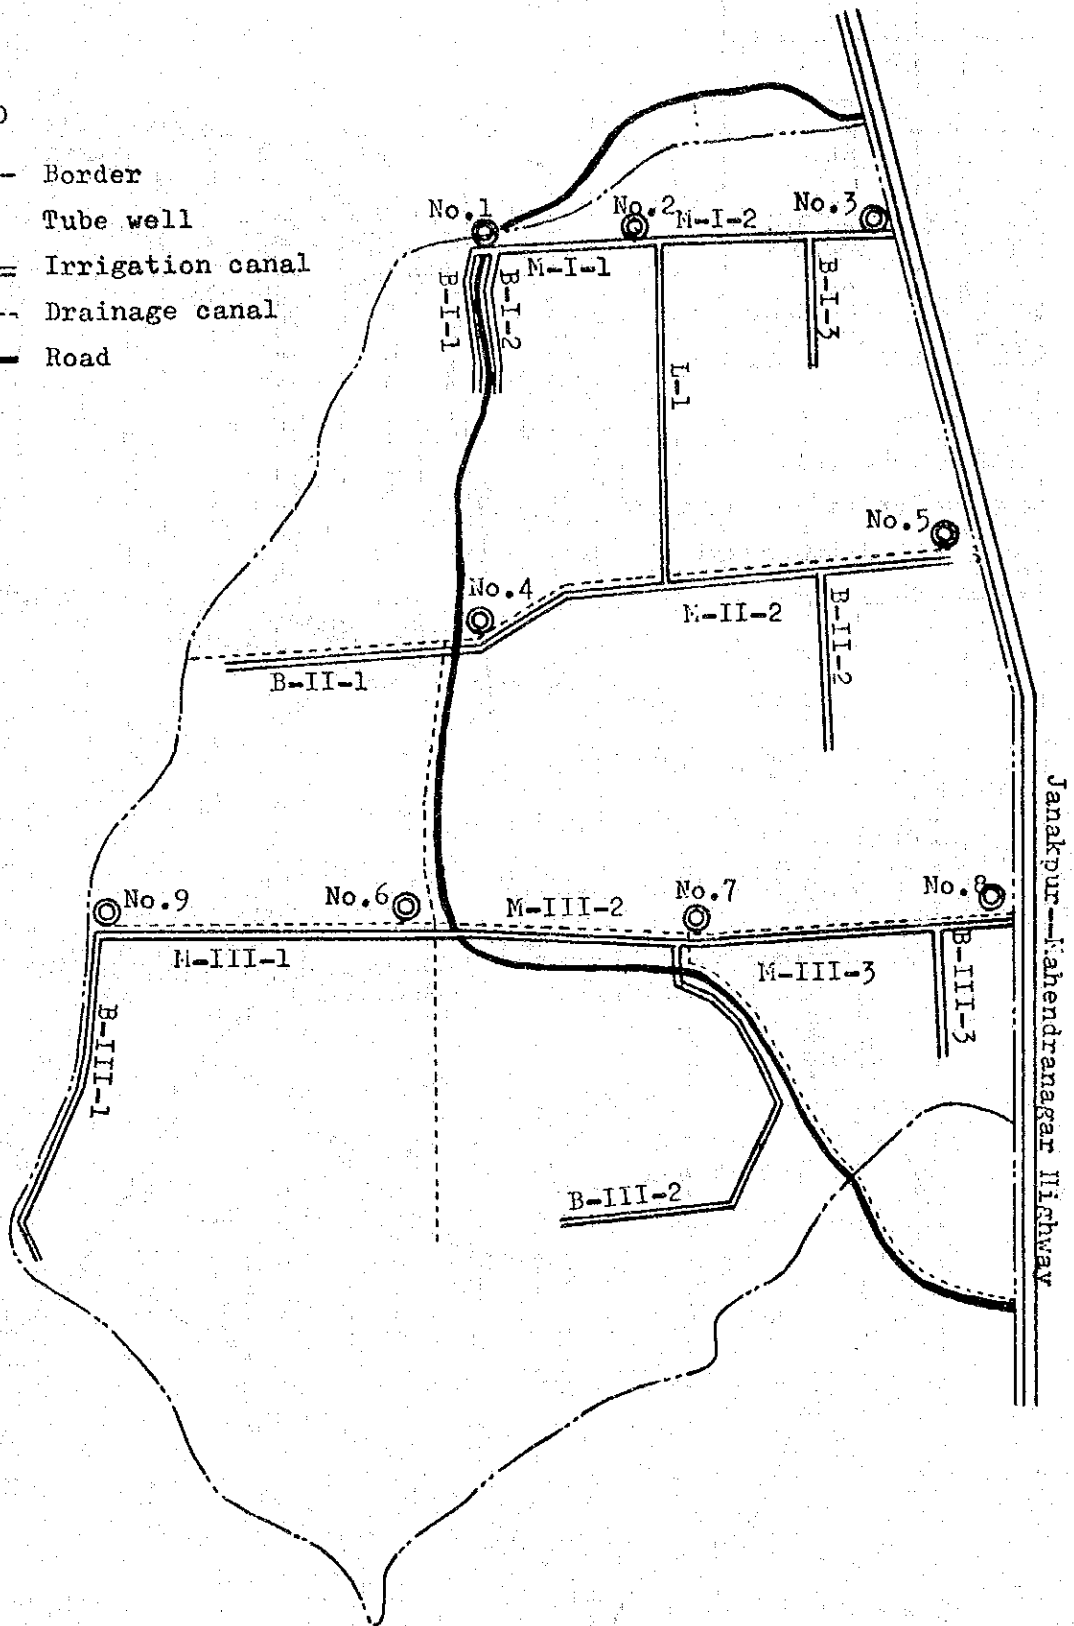 Border
Tube well
Irrigation canal
Drainage canal
Road
No.1
No.2
M-I-2
No.3
M-I-1
B-I-1
B-I-2
B-I-3
L-1
No.5
No.4
M-II-2
B-II-2
B-II-1
No.9
No.6
M-III-2
No.7
No.8
M-III-1
M-III-3
B-III-3
B-III-1
B-III-2
Janakpur--Mahendranagar Highway